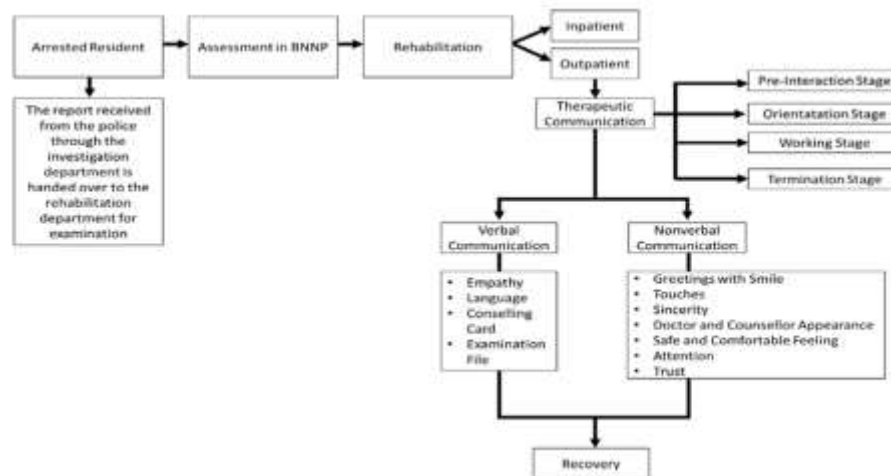 Arrested Resident
Assessment in BNNP
Rehabilitation
Inpatient
Outpatient
The report received
from the police
through the
investigation
department is
handed over to the
rehabilitation
department for
examination
Therapeutic
Communication
Pre-Interaction Stage
Orientatation Stage
Working Stage
Termination Stage
Verbal
Communication
Nonverbal
Communication
• Empathy
• Language
• Conselling
Card
• Examination
File
• Greetings with Smile
• Touches
• Sincerity
• Doctor and Counsellor Appearance
• Safe and Comfortable Feeling
• Attention
• Trust
Recovery